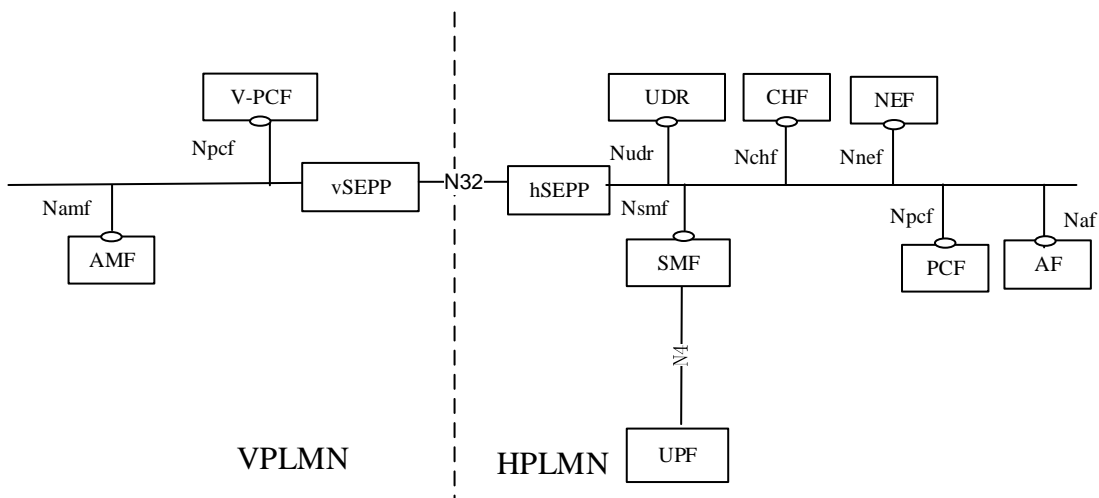 V-PCF
UDR
CHF
NEF
Npcf
Nudr
Nchf
Nnef
vSEPP
N32
hSEPP
Namf
Nsmf
Npcf
Naf
AMF
SMF
PCF
AF
N4
VPLMN
HPLMN
UPF